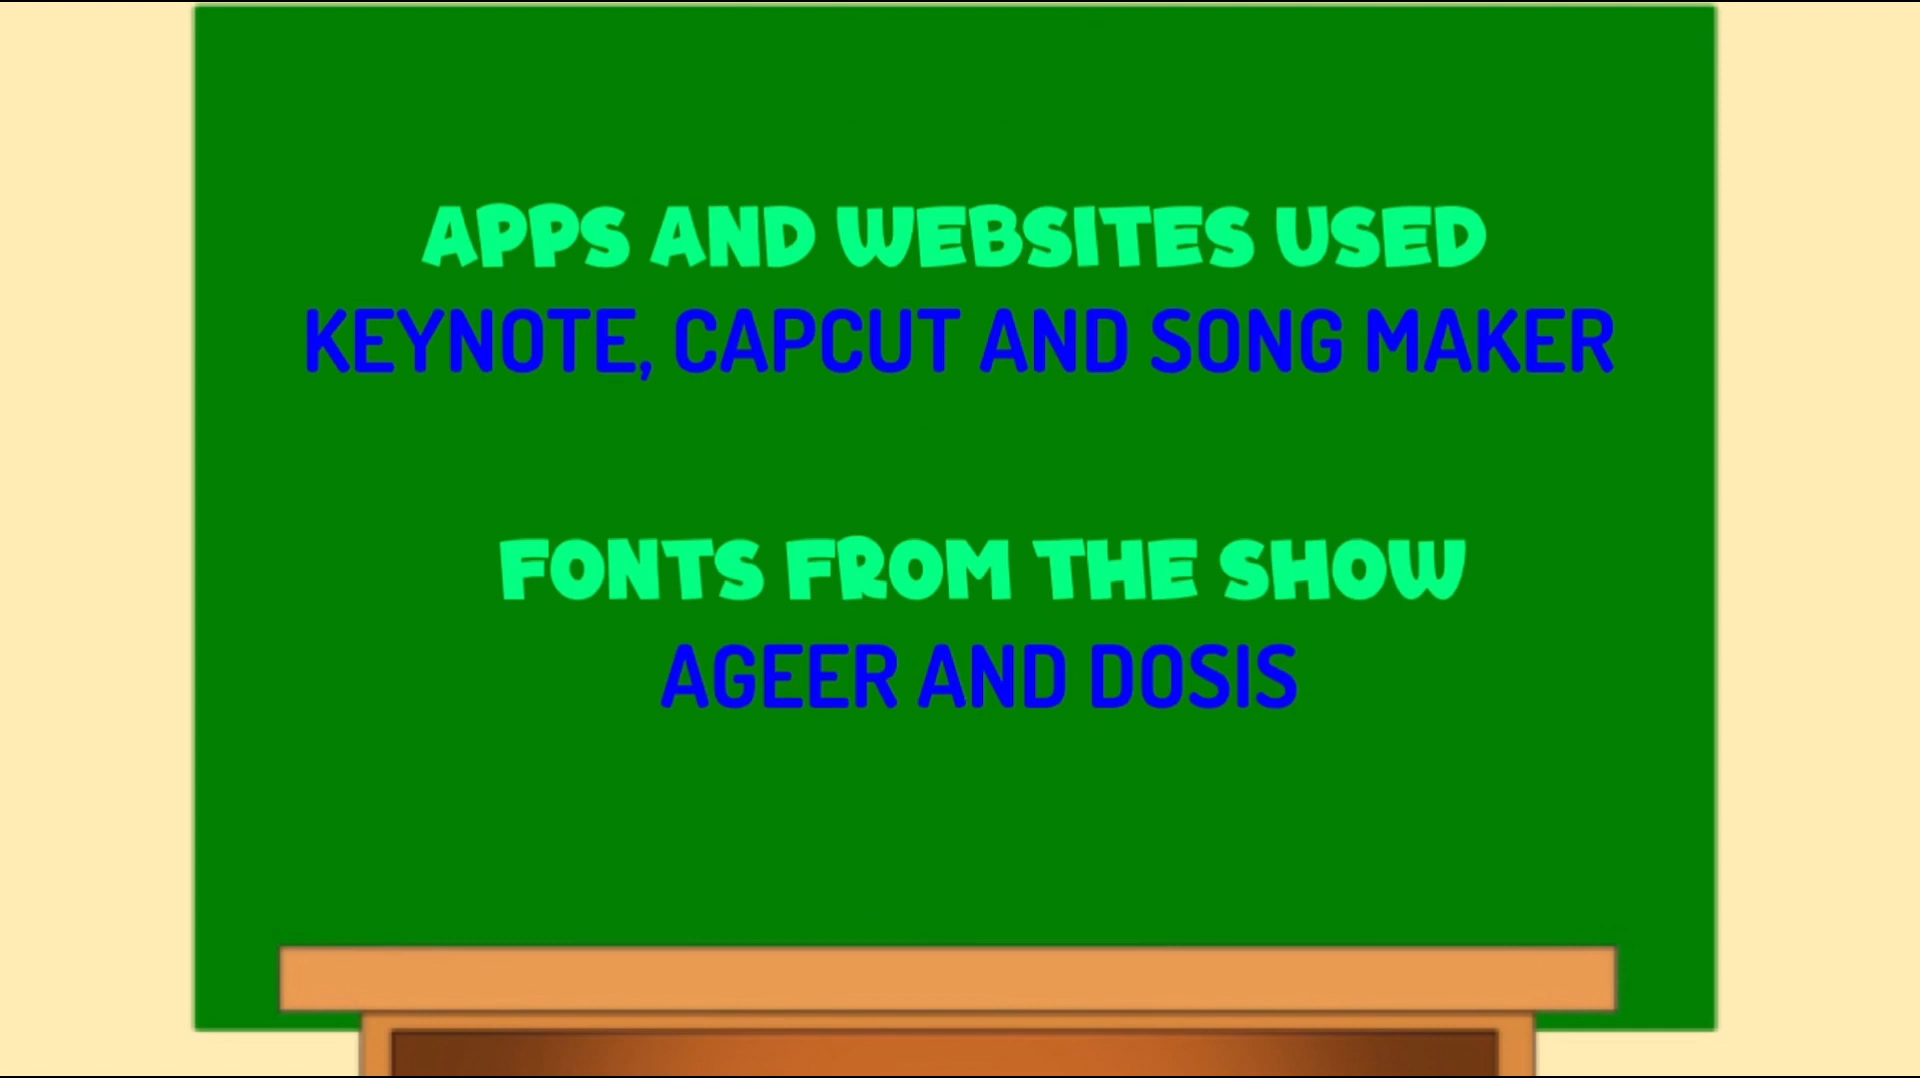 APPS AND WEBSITES USED
KEYNOTE, CAPCUT AND SONG MAKER
FONTS FROM THE SHOW
AGEER AND DOSIS